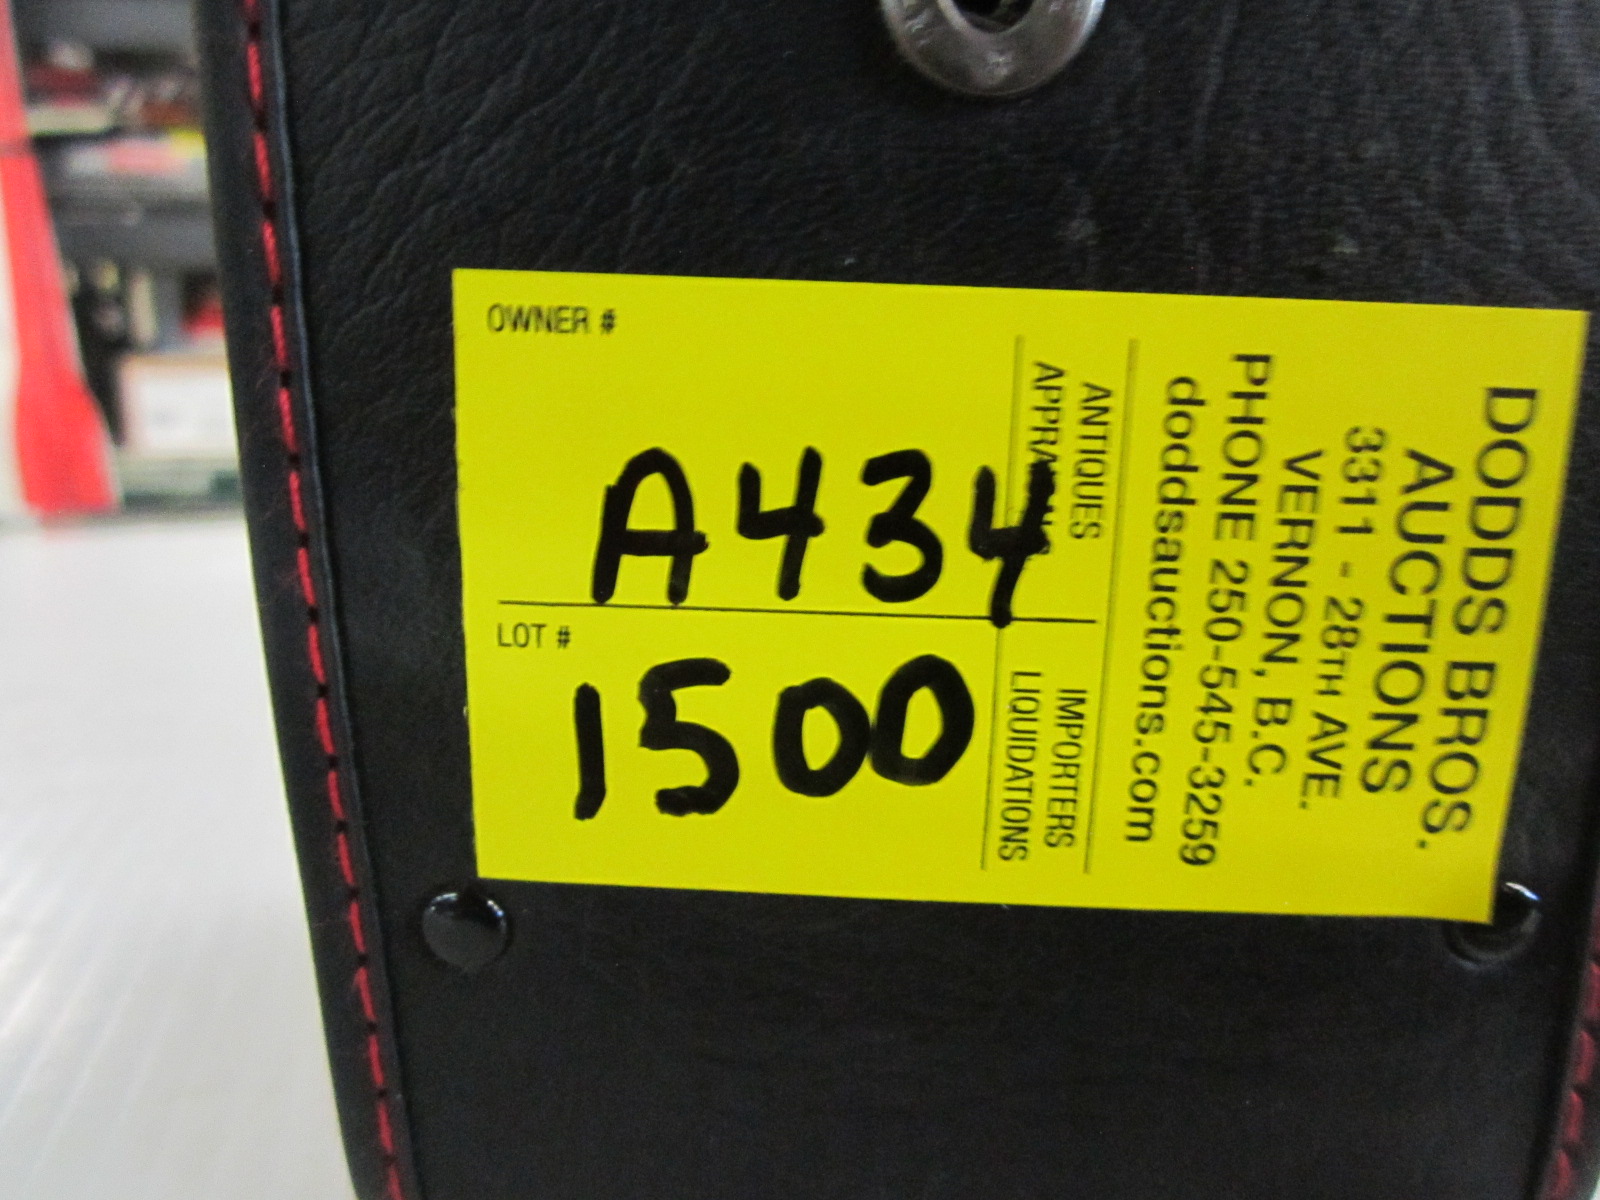 OWNER #
A434
LOT #
1500
ANTIQUES
APPRAISALS
IMPORTERS
LIQUIDATIONS
DODDS BROS.
AUCTIONS
3311 - 28TH AVE.
VERNON, B.C.
PHONE 250-545-3259
doddsauctions.com